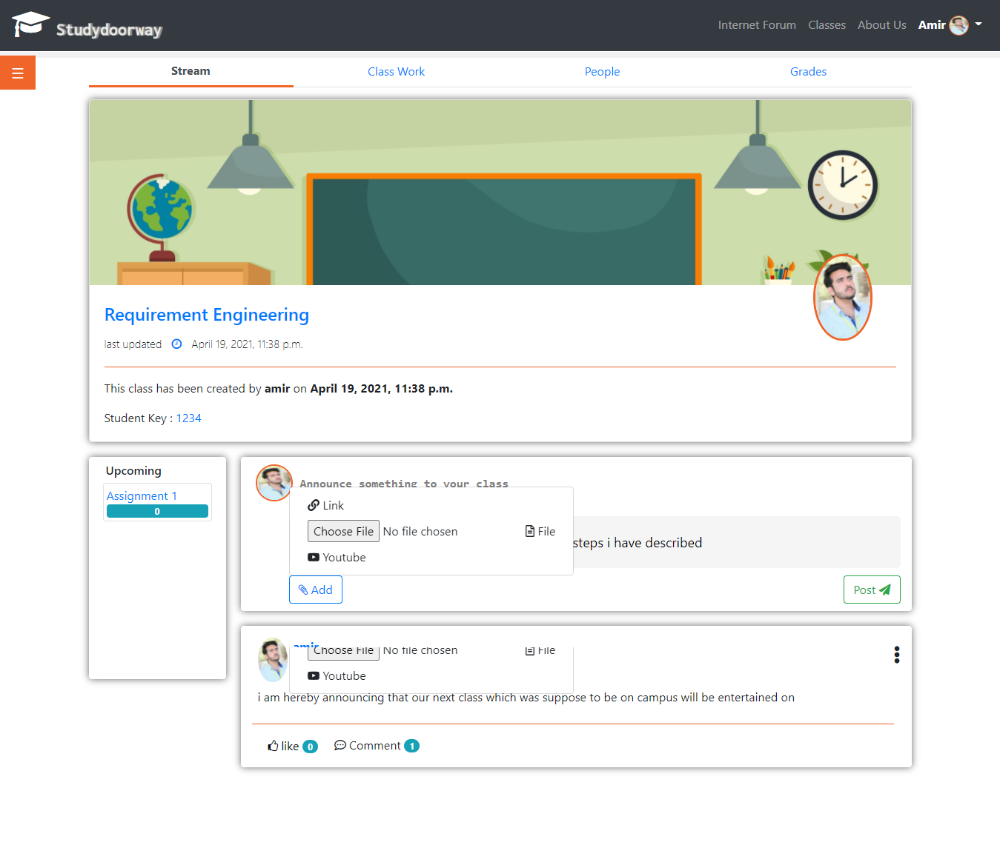 Studydoorway
Internet Forum Classes About Us Amir
Stream Class Work People Grades
Requirement Engineering
last updated April 19, 2021, 11:38 p.m.
This class has been created by amir on April 19, 2021, 11:38 p.m.
Student Key : 1234
Upcoming
Assignment 1
0
Announce something to your class
Link
Choose File No file chosen File
steps i have described
Youtube
Add
Post
amir
Choose File No file chosen File
Youtube
i am hereby announcing that our next class which was suppose to be on campus will be entertained on
like 0 Comment 1